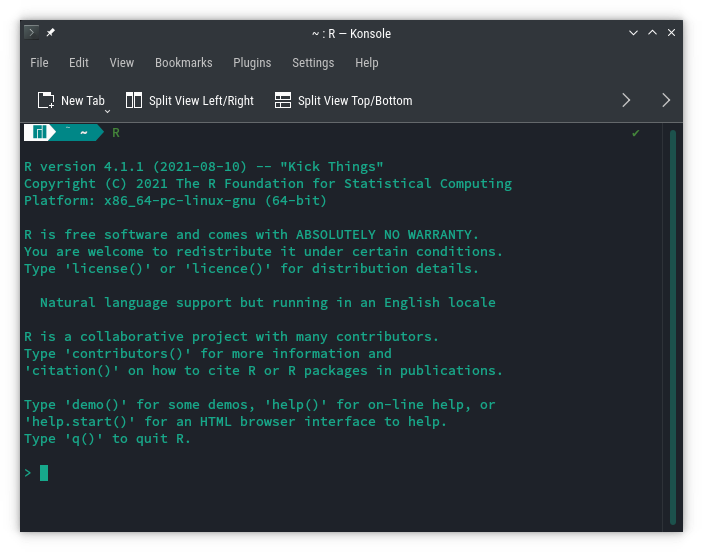 ~ : R — Konsole
File Edit View Bookmarks Plugins Settings Help
New Tab Split View Left/Right Split View Top/Bottom
~ R ✔
R version 4.1.1 (2021-08-10) -- "Kick Things"
Copyright (C) 2021 The R Foundation for Statistical Computing
Platform: x86_64-pc-linux-gnu (64-bit)
R is free software and comes with ABSOLUTELY NO WARRANTY.
You are welcome to redistribute it under certain conditions.
Type 'license()' or 'licence()' for distribution details.
Natural language support but running in an English locale
R is a collaborative project with many contributors.
Type 'contributors()' for more information and
'citation()' on how to cite R or R packages in publications.
Type 'demo()' for some demos, 'help()' for on-line help, or
'help.start()' for an HTML browser interface to help.
Type 'q()' to quit R.
>